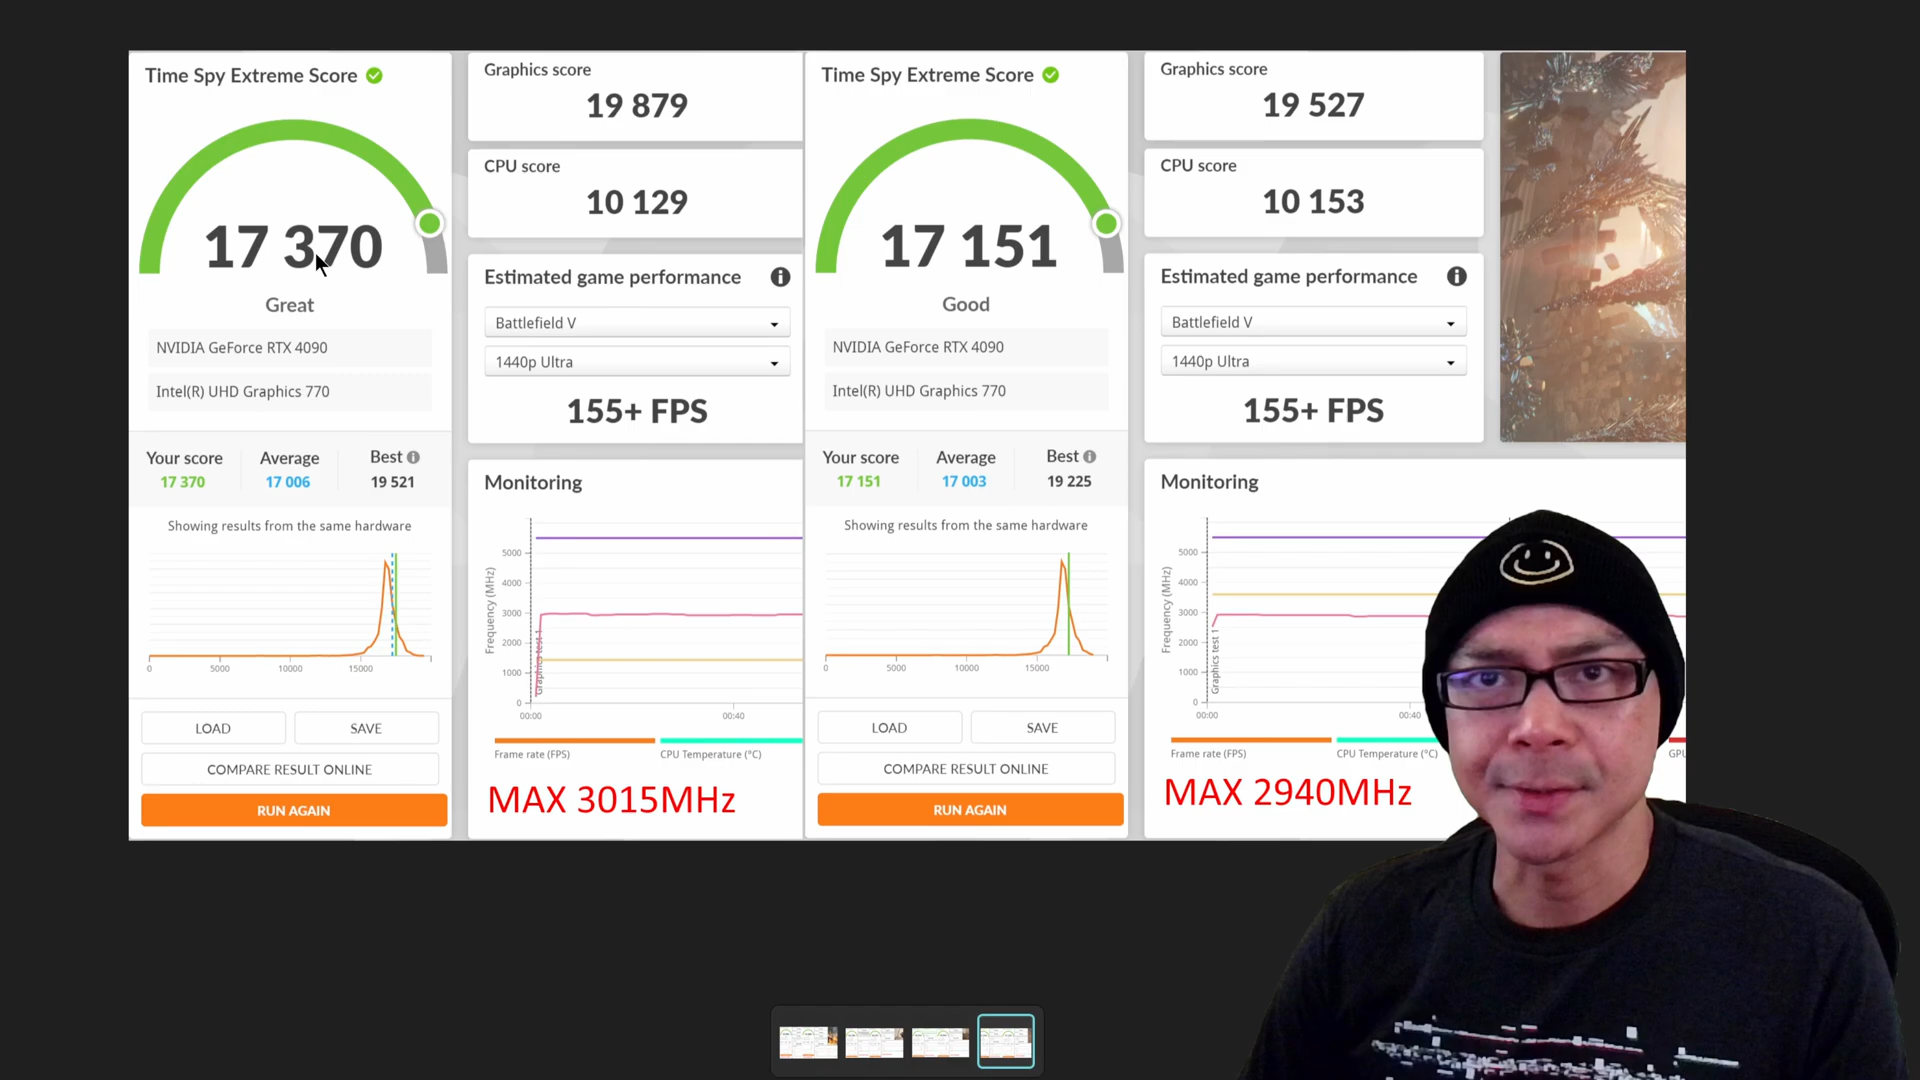 Time Spy Extreme Score
17 370
Great
NVIDIA GeForce RTX 4090
Intel(R) UHD Graphics 770
Your score
Average
Best
17 370
17 006
19 521
Showing results from the same hardware
0
5000
10000
15000
LOAD
SAVE
COMPARE RESULT ONLINE
RUN AGAIN
Graphics score
19 879
CPU score
10 129
Estimated game performance
Battlefield V
1440p Ultra
155+ FPS
Monitoring
Frequency (MHz)
5000
4000
3000
2000
1000
0
Graphics test 1
00:00
00:40
Frame rate (FPS)
CPU Temperature (°C)
MAX 3015MHz
Time Spy Extreme Score
17 151
Good
NVIDIA GeForce RTX 4090
Intel(R) UHD Graphics 770
Your score
Average
Best
17 151
17 003
19 225
Showing results from the same hardware
0
5000
10000
15000
LOAD
SAVE
COMPARE RESULT ONLINE
RUN AGAIN
Graphics score
19 527
CPU score
10 153
Estimated game performance
Battlefield V
1440p Ultra
155+ FPS
Monitoring
Frequency (MHz)
5000
4000
3000
2000
1000
0
Graphics test 1
00:00
00:40
Frame rate (FPS)
CPU Temperature (°C)
GPU
MAX 2940MHz